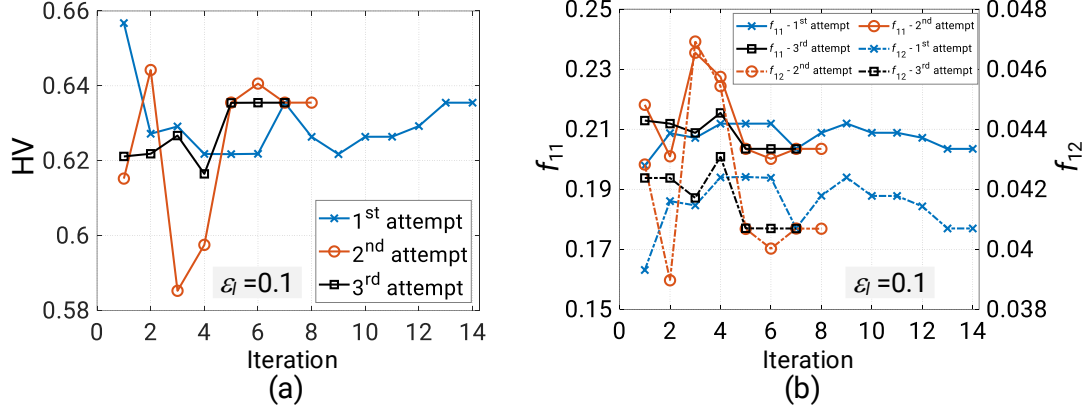 0.66
0.64
0.62
0.6
0.58
HV
0 2 4 6 8 10 12 14
Iteration
1st attempt
2nd attempt
3rd attempt
εl =0.1
(a)
0.25
0.23
0.21
0.19
0.17
0.15
f11
0 2 4 6 8 10 12 14
Iteration
f11 - 1st attempt f11 - 2nd attempt
f11 - 3rd attempt f12 - 1st attempt
f12 - 2nd attempt f12 - 3rd attempt
εl =0.1
0.048
0.046
0.044
0.042
0.04
0.038
f12
(b)